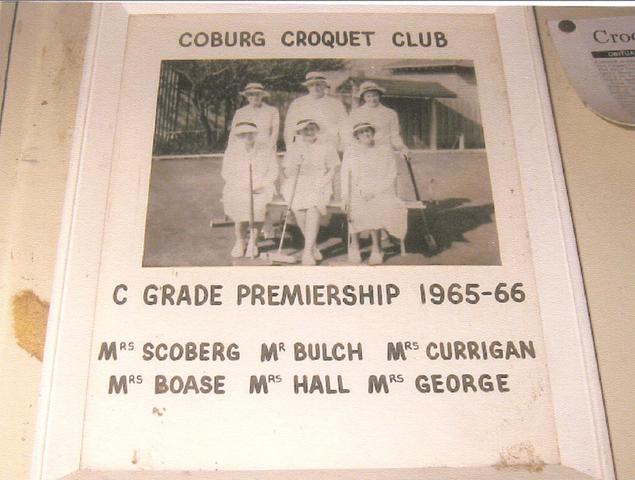 COBURG CROQUET CLUB
C GRADE PREMIERSHIP 1965-66
MRS SCOBERG MR BULCH MRS CURRIGAN
MRS BOASE MRS HALL MRS GEORGE
OBITUA